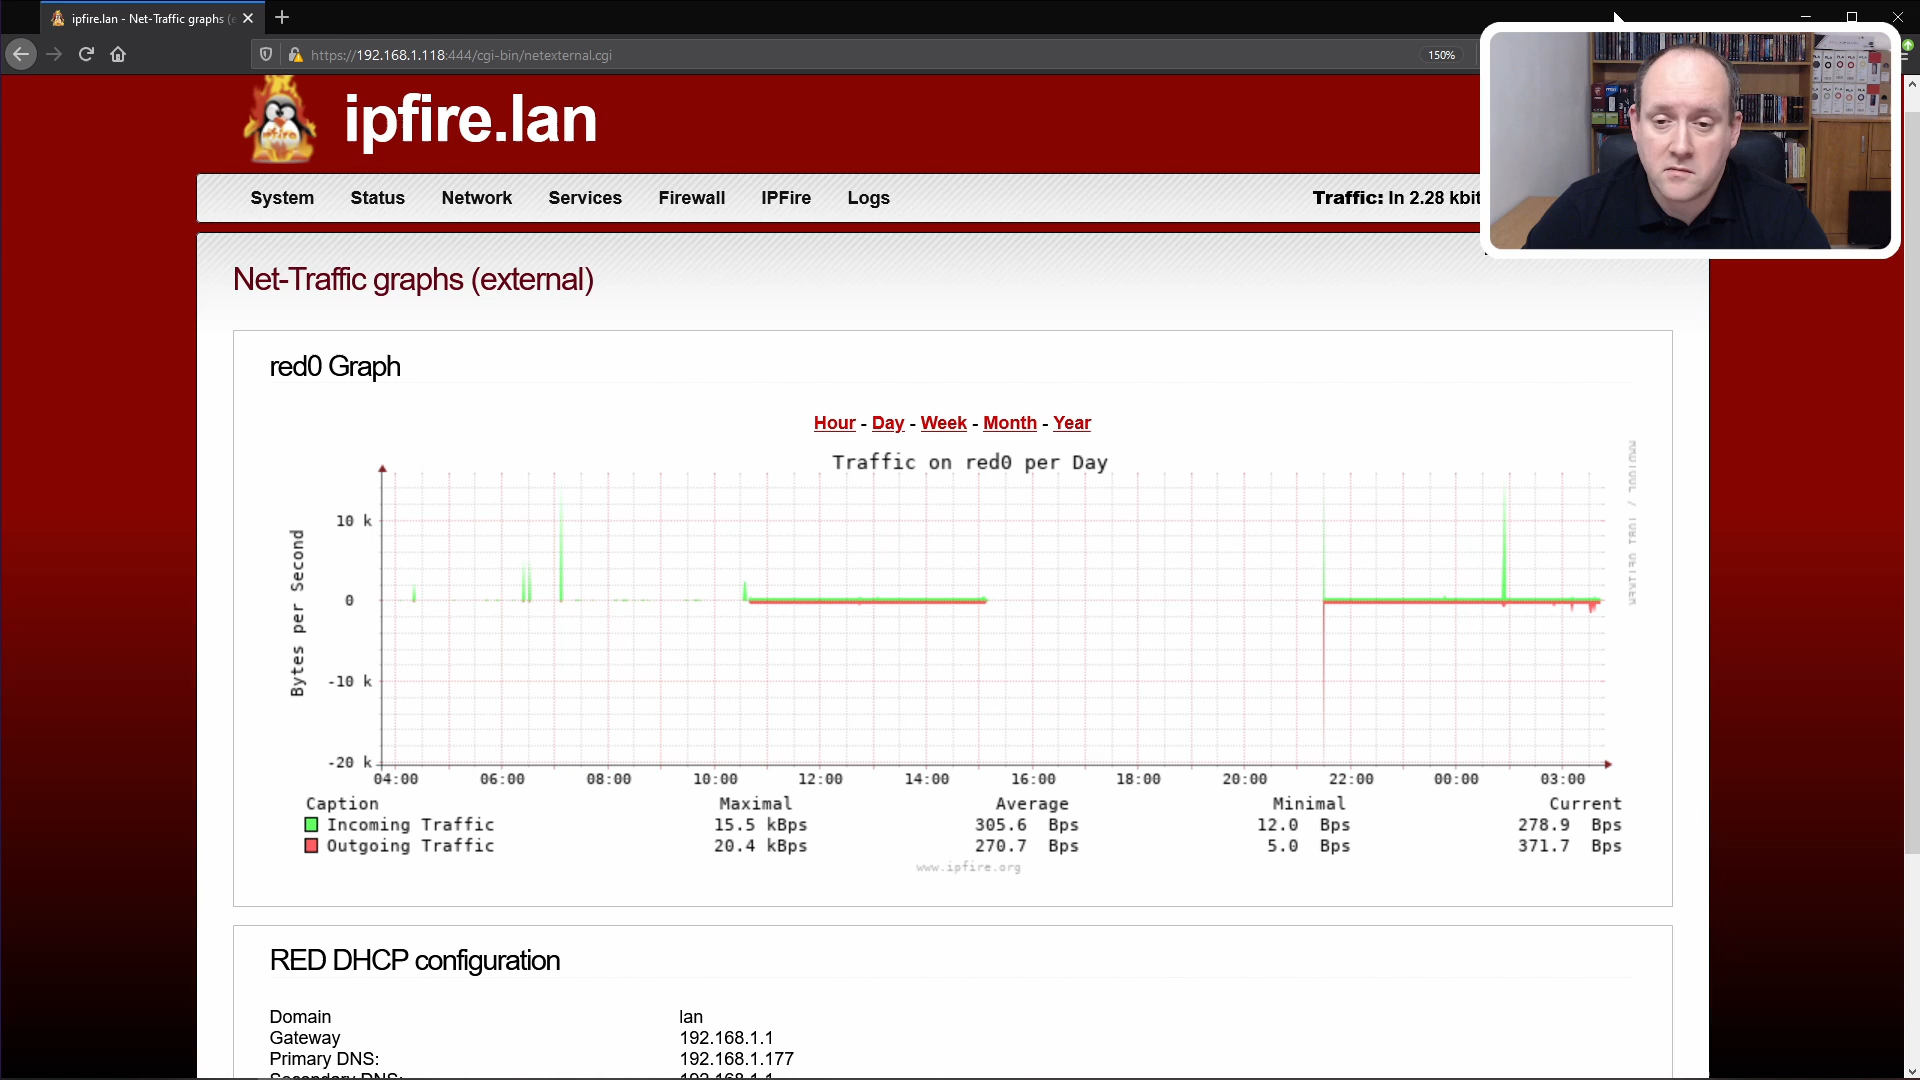 ipfire.lan - Net-Traffic graphs (e
https://192.168.1.118:444/cgi-bin/netexternal.cgi
150%
ipfire.lan
System Status Network Services Firewall IPFire Logs
Traffic: In 2.28 kbit
Net-Traffic graphs (external)
red0 Graph
Hour - Day - Week - Month - Year
Traffic on red0 per Day
Bytes per Second
10 k
0
-10 k
-20 k
04:00 06:00 08:00 10:00 12:00 14:00 16:00 18:00 20:00 22:00 00:00 03:00
Caption Maximal Average Minimal Current
Incoming Traffic 15.5 kBps 305.6 Bps 12.0 Bps 278.9 Bps
Outgoing Traffic 20.4 kBps 270.7 Bps 5.0 Bps 371.7 Bps
www.ipfire.org
RED DHCP configuration
Domain lan
Gateway 192.168.1.1
Primary DNS: 192.168.1.177
Secondary DNS: 192.168.1.1